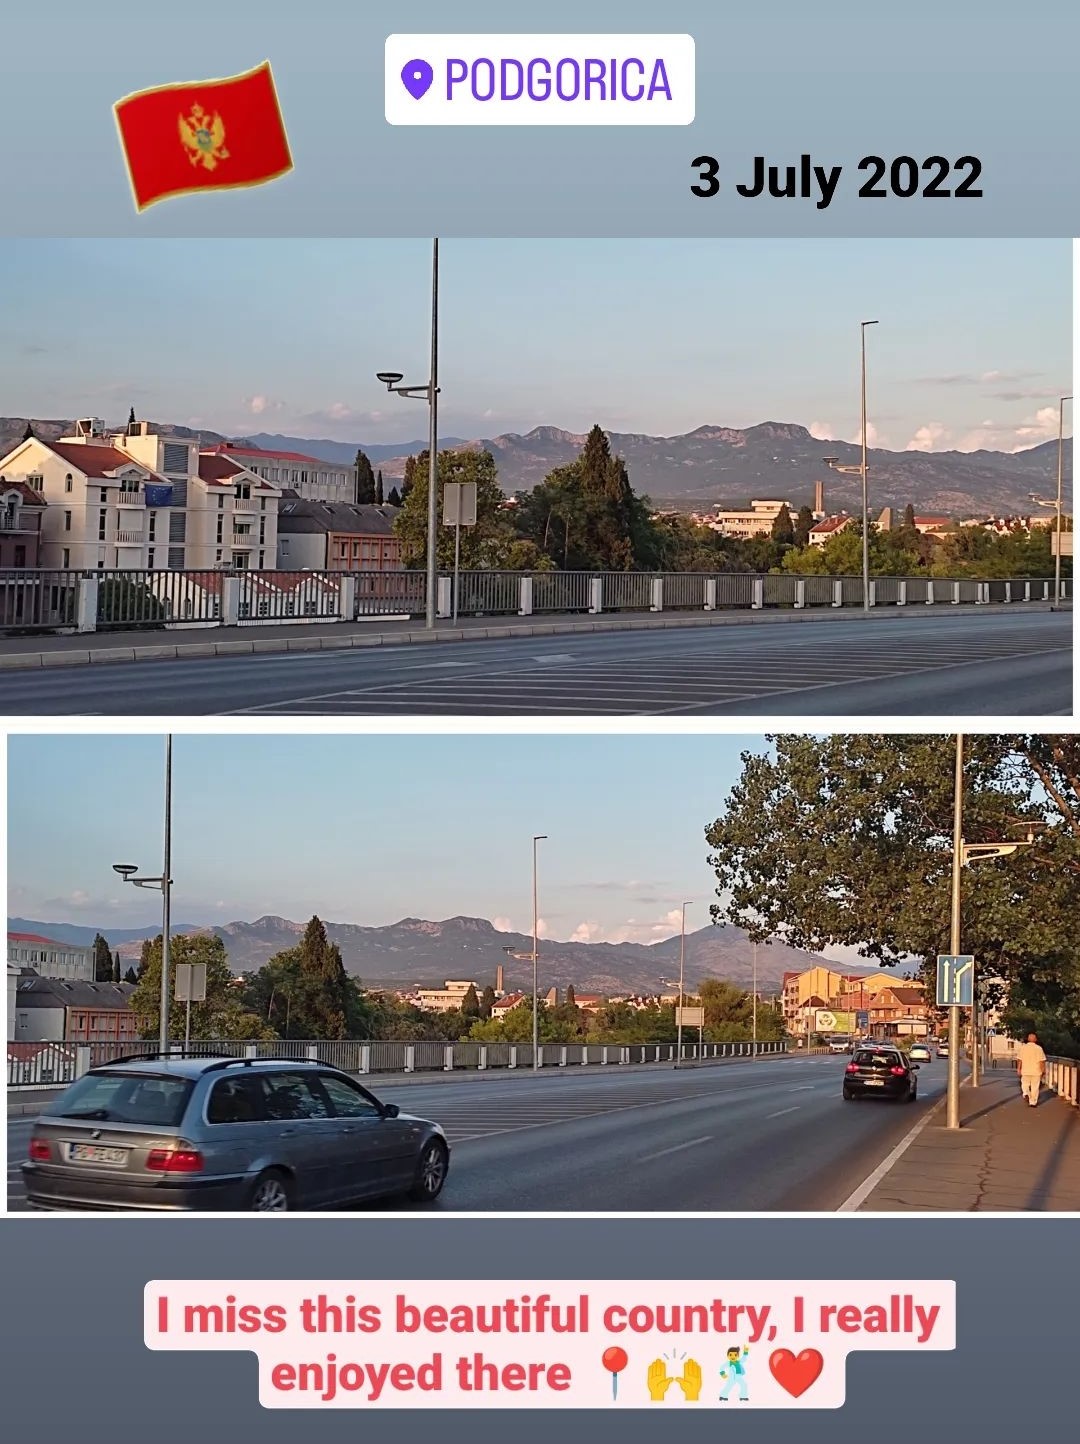 PODGORICA
3 July 2022
I miss this beautiful country, I really
enjoyed there 📍🙌🕺❤️